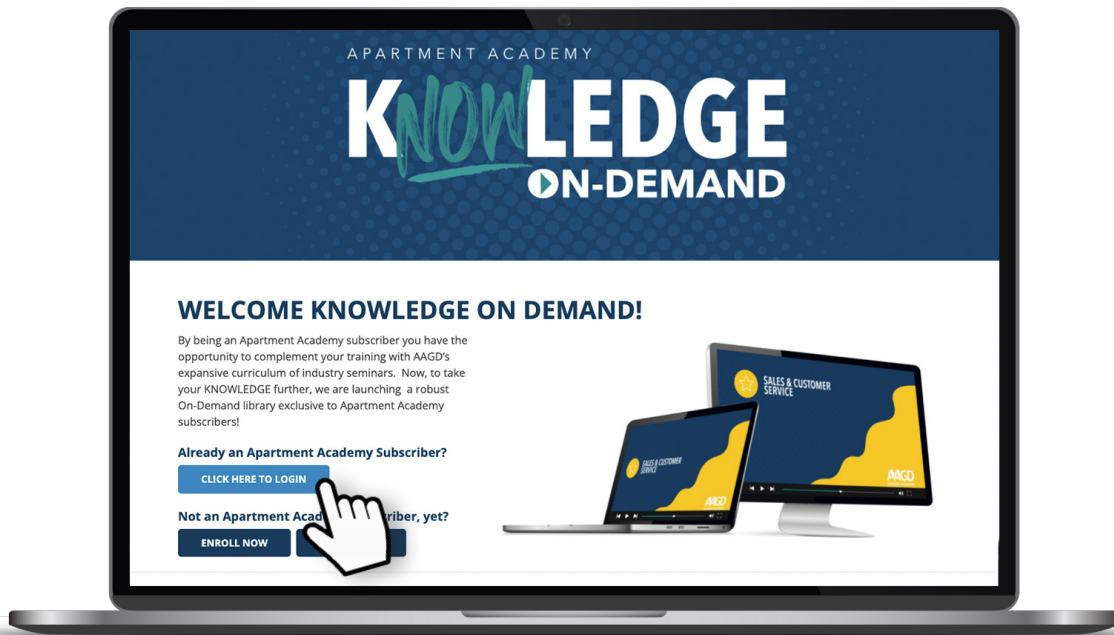 APARTMENT ACADEMY
KNOWLEDGE
ON-DEMAND
WELCOME KNOWLEDGE ON DEMAND!
By being an Apartment Academy subscriber you have the
opportunity to complement your training with AAGD's
expansive curriculum of industry seminars. Now, to take
your KNOWLEDGE further, we are launching a robust
On-Demand library exclusive to Apartment Academy
subscribers!
Already an Apartment Academy Subscriber?
CLICK HERE TO LOGIN
Not an Apartment Acad riber, yet?
ENROLL NOW
SALES & CUSTOMER
SERVICE
AAGD
SALES & CUSTOMER
SERVICE
AAGD